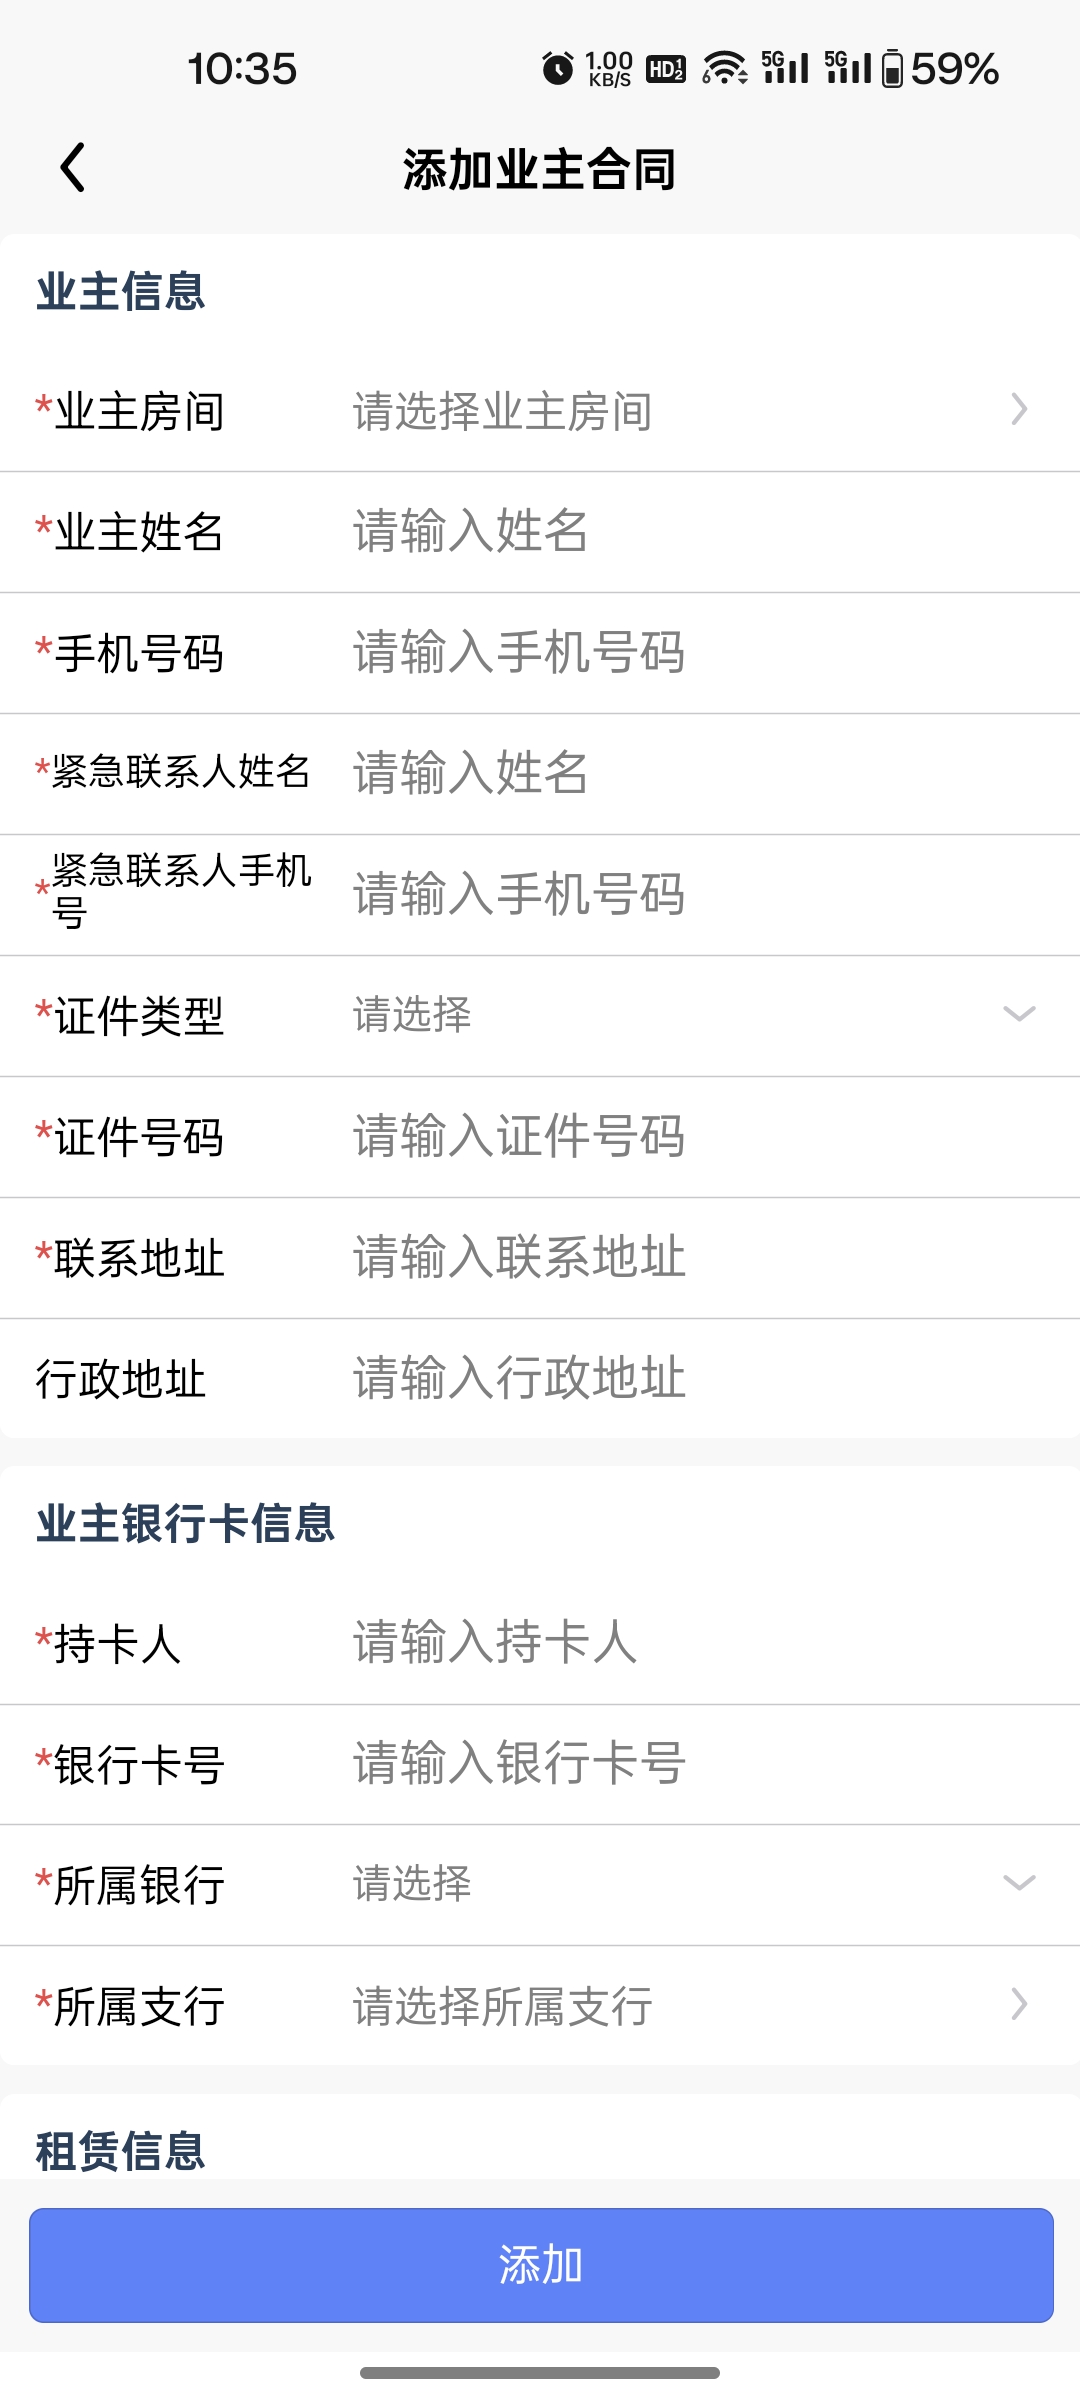 10:35 1.00 KB/S HD 1 2 6 5G 5G 59%
添加业主合同
业主信息
*业主房间 请选择业主房间
*业主姓名 请输入姓名
*手机号码 请输入手机号码
*紧急联系人姓名 请输入姓名
*紧急联系人手机
号 请输入手机号码
*证件类型 请选择
*证件号码 请输入证件号码
*联系地址 请输入联系地址
行政地址 请输入行政地址
业主银行卡信息
*持卡人 请输入持卡人
*银行卡号 请输入银行卡号
*所属银行 请选择
*所属支行 请选择所属支行
租赁信息
添加